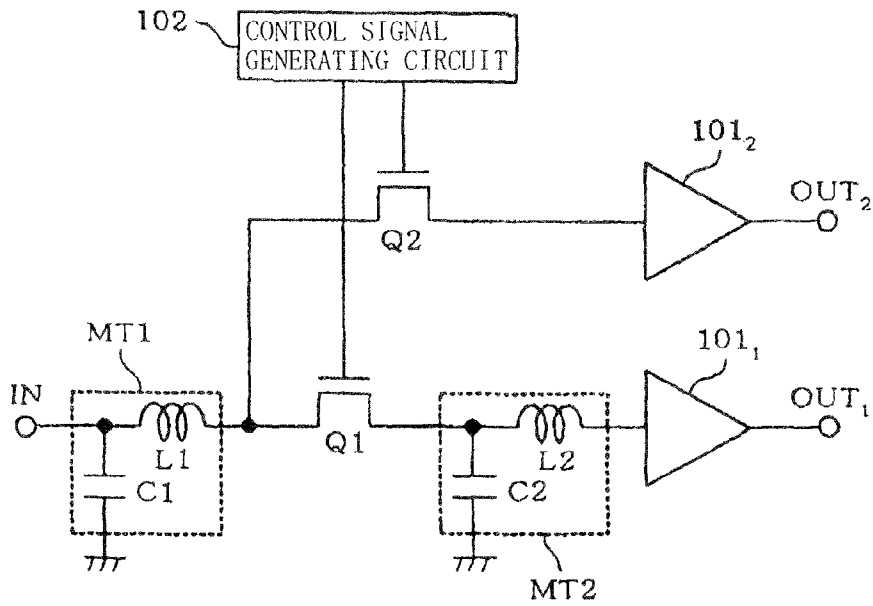 102
CONTROL SIGNAL
GENERATING CIRCUIT
101₂
OUT₂
Q2
MT1
101₁
IN
OUT₁
L1
Q1
L2
C1
C2
MT2